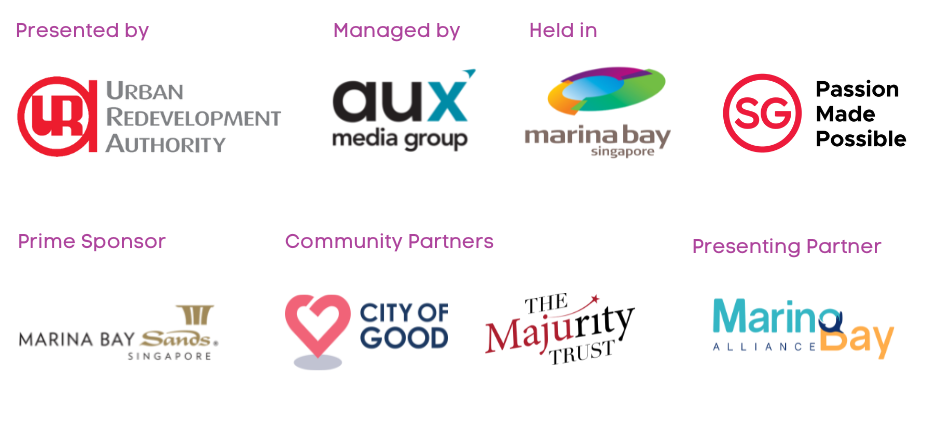 Presented by
Managed by
Held in
URA
URBAN
REDEVELOPMENT
AUTHORITY
aux
media group
marina bay
singapore
SG
Passion
Made
Possible
Prime Sponsor
Community Partners
Presenting Partner
MARINA BAY Sands®
SINGAPORE
CITY OF
GOOD
THE
Majurity
TRUST
Marina
ALLIANCE Bay